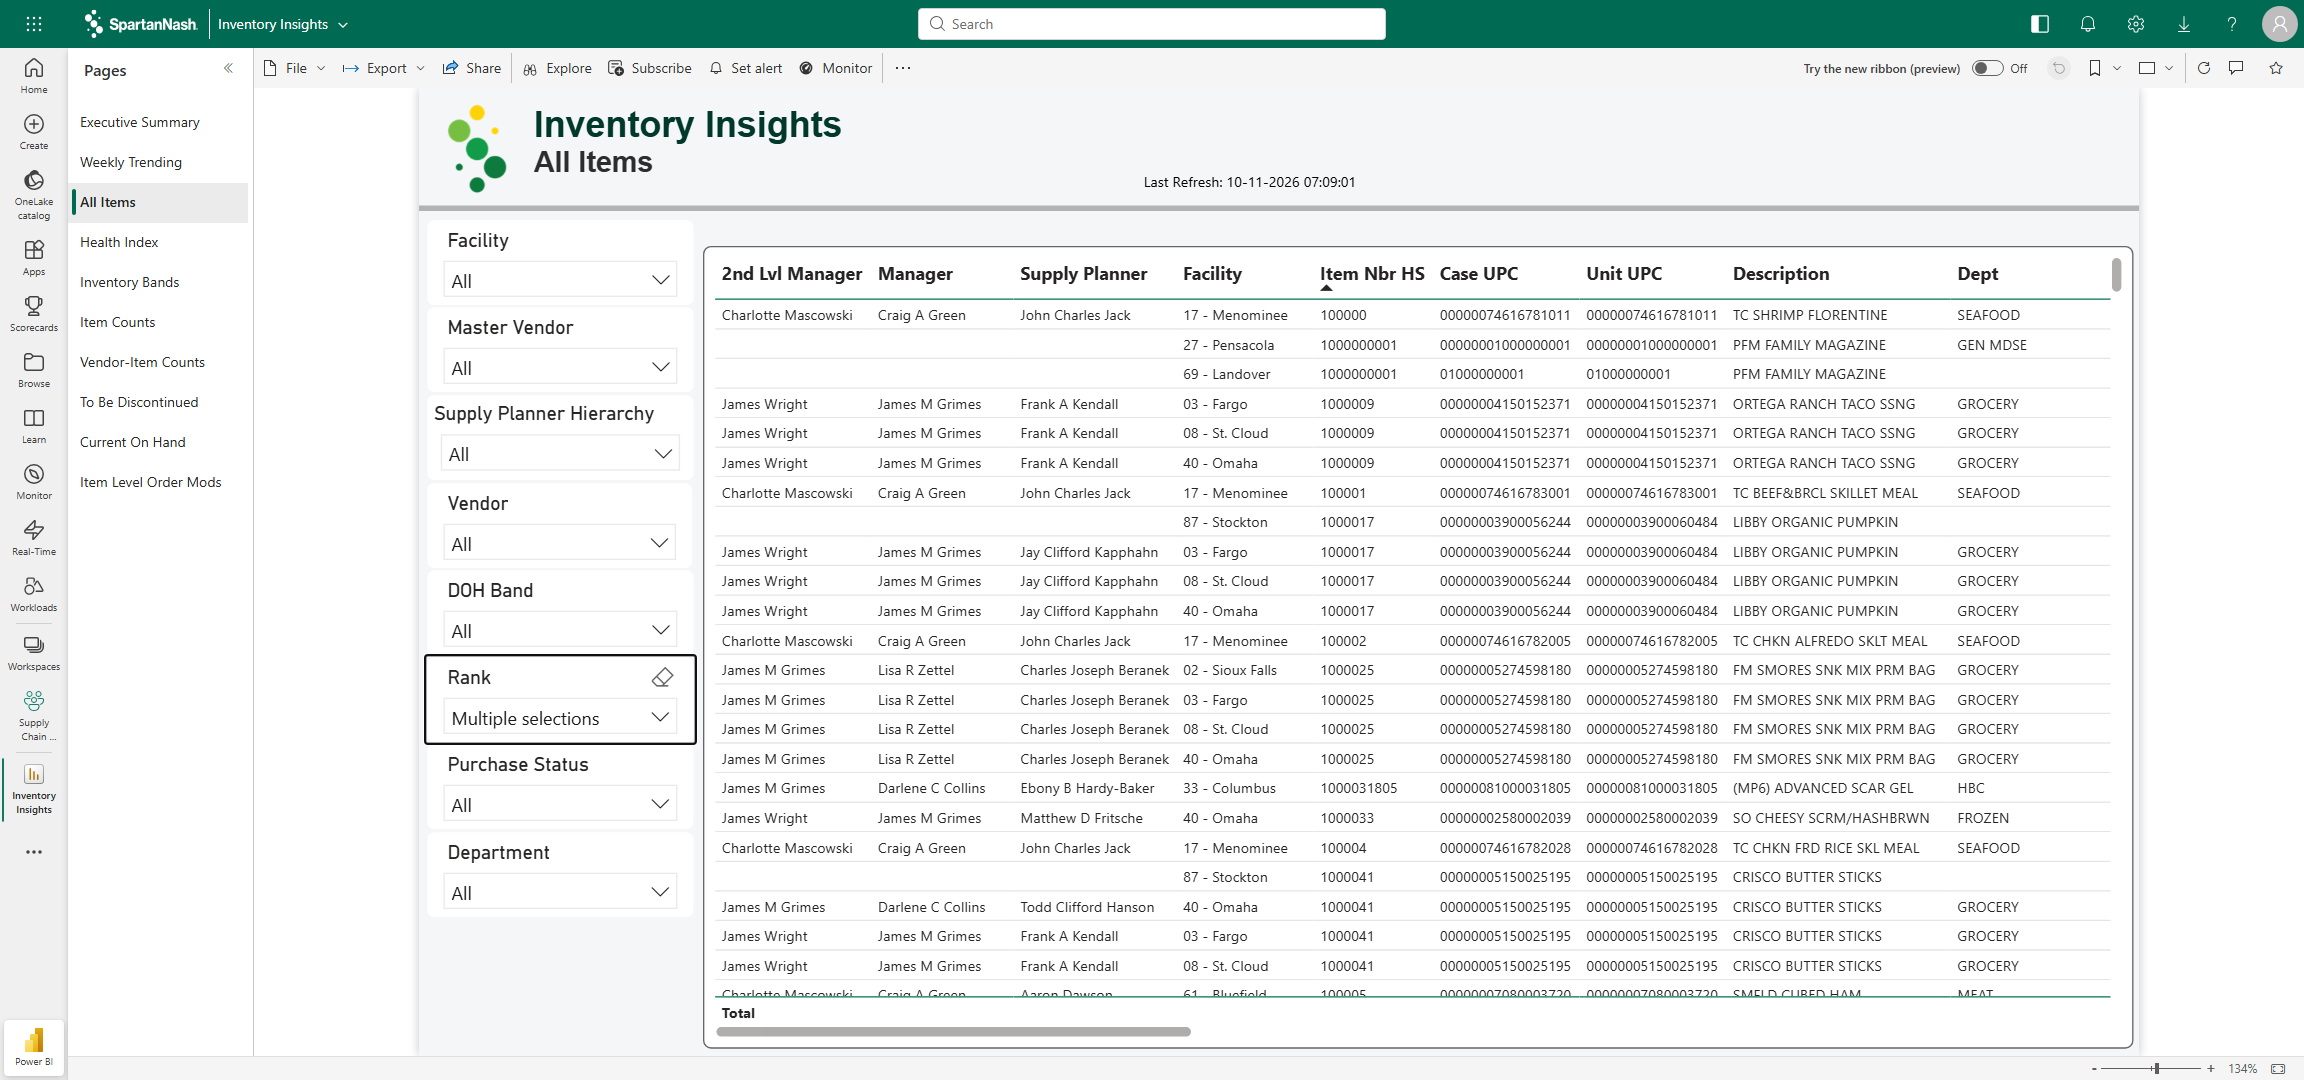 SpartanNash
Inventory Insights
Search
Home
Create
OneLake
catalog
Apps
Scorecards
Browse
Learn
Monitor
Real-Time
Workloads
Workspaces
Supply
Chain ...
Inventory
Insights
Power BI
Pages
Executive Summary
Weekly Trending
All Items
Health Index
Inventory Bands
Item Counts
Vendor-Item Counts
To Be Discontinued
Current On Hand
Item Level Order Mods
File Export Share Explore Subscribe Set alert Monitor ... Try the new ribbon (preview) Off
Inventory Insights
All Items
Last Refresh: 10-11-2026 07:09:01
Facility
All
Master Vendor
All
Supply Planner Hierarchy
All
Vendor
All
DOH Band
All
Rank
Multiple selections
Purchase Status
All
Department
All
2nd Lvl Manager Manager Supply Planner Facility Item Nbr HS Case UPC Unit UPC Description Dept
Charlotte Mascowski Craig A Green John Charles Jack 17 - Menominee 100000 00000074616781011 00000074616781011 TC SHRIMP FLORENTINE SEAFOOD
27 - Pensacola 1000000001 00000001000000001 00000001000000001 PFM FAMILY MAGAZINE GEN MDSE
69 - Landover 1000000001 01000000001 01000000001 PFM FAMILY MAGAZINE
James Wright James M Grimes Frank A Kendall 03 - Fargo 1000009 00000004150152371 00000004150152371 ORTEGA RANCH TACO SSNG GROCERY
James Wright James M Grimes Frank A Kendall 08 - St. Cloud 1000009 00000004150152371 00000004150152371 ORTEGA RANCH TACO SSNG GROCERY
James Wright James M Grimes Frank A Kendall 40 - Omaha 1000009 00000004150152371 00000004150152371 ORTEGA RANCH TACO SSNG GROCERY
Charlotte Mascowski Craig A Green John Charles Jack 17 - Menominee 100001 00000074616783001 00000074616783001 TC BEEF&BRCL SKILLET MEAL SEAFOOD
87 - Stockton 1000017 00000003900056244 00000003900060484 LIBBY ORGANIC PUMPKIN
James Wright James M Grimes Jay Clifford Kapphahn 03 - Fargo 1000017 00000003900056244 00000003900060484 LIBBY ORGANIC PUMPKIN GROCERY
James Wright James M Grimes Jay Clifford Kapphahn 08 - St. Cloud 1000017 00000003900056244 00000003900060484 LIBBY ORGANIC PUMPKIN GROCERY
James Wright James M Grimes Jay Clifford Kapphahn 40 - Omaha 1000017 00000003900056244 00000003900060484 LIBBY ORGANIC PUMPKIN GROCERY
Charlotte Mascowski Craig A Green John Charles Jack 17 - Menominee 100002 00000074616782005 00000074616782005 TC CHKN ALFREDO SKLT MEAL SEAFOOD
James M Grimes Lisa R Zettel Charles Joseph Beranek 02 - Sioux Falls 1000025 00000005274598180 00000005274598180 FM SMORES SNK MIX PRM BAG GROCERY
James M Grimes Lisa R Zettel Charles Joseph Beranek 03 - Fargo 1000025 00000005274598180 00000005274598180 FM SMORES SNK MIX PRM BAG GROCERY
James M Grimes Lisa R Zettel Charles Joseph Beranek 08 - St. Cloud 1000025 00000005274598180 00000005274598180 FM SMORES SNK MIX PRM BAG GROCERY
James M Grimes Lisa R Zettel Charles Joseph Beranek 40 - Omaha 1000025 00000005274598180 00000005274598180 FM SMORES SNK MIX PRM BAG GROCERY
James M Grimes Darlene C Collins Ebony B Hardy-Baker 33 - Columbus 1000031805 00000081000031805 00000081000031805 (MP6) ADVANCED SCAR GEL HBC
James Wright James M Grimes Matthew D Fritsche 40 - Omaha 1000033 00000002580002039 00000002580002039 SO CHEESY SCRM/HASHBRWN FROZEN
Charlotte Mascowski Craig A Green John Charles Jack 17 - Menominee 100004 00000074616782028 00000074616782028 TC CHKN FRD RICE SKL MEAL SEAFOOD
87 - Stockton 1000041 00000005150025195 00000005150025195 CRISCO BUTTER STICKS
James M Grimes Darlene C Collins Todd Clifford Hanson 40 - Omaha 1000041 00000005150025195 00000005150025195 CRISCO BUTTER STICKS GROCERY
James Wright James M Grimes Frank A Kendall 03 - Fargo 1000041 00000005150025195 00000005150025195 CRISCO BUTTER STICKS GROCERY
James Wright James M Grimes Frank A Kendall 08 - St. Cloud 1000041 00000005150025195 00000005150025195 CRISCO BUTTER STICKS GROCERY
Charlotte Mascowski Craig A Green Aaron Dawson 61 - Bluefield 100005 00000007080003720 00000007080003720 SMFLD CUBED HAM MEAT
Total
- + 134%